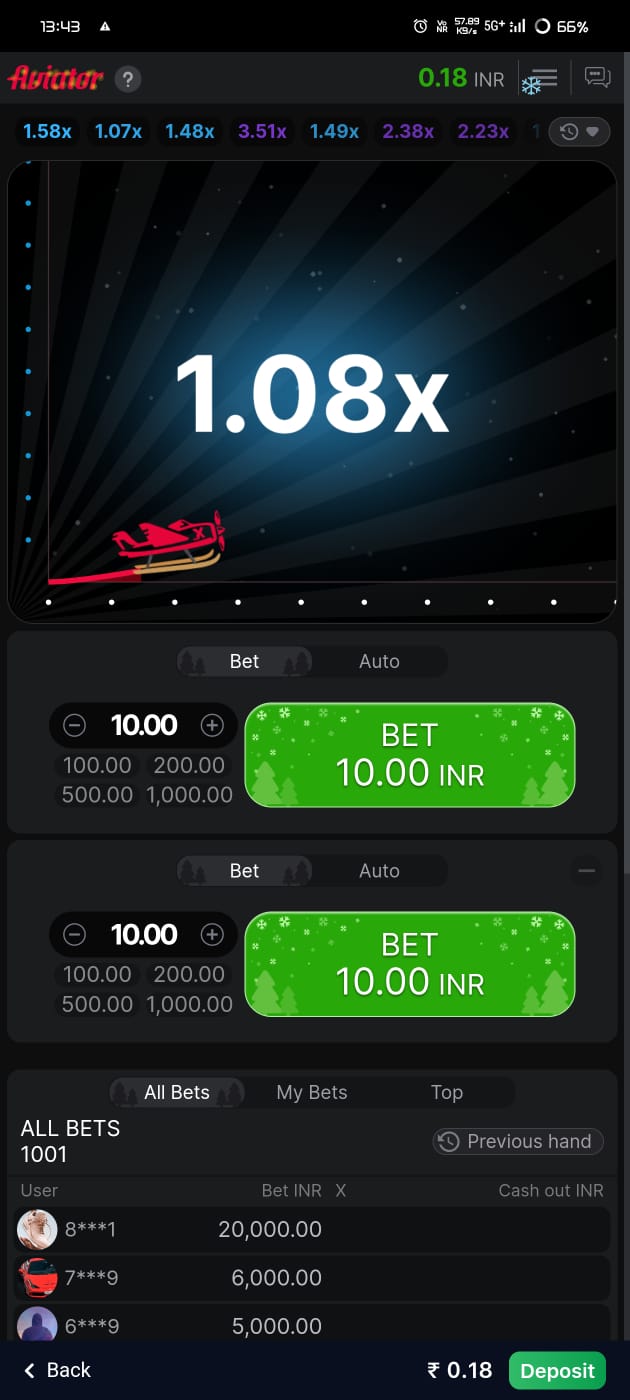 13:43 Vo NR 57.89 KB/s 5G+ 66%
Aviator ? 0.18 INR
1.58x 1.07x 1.48x 3.51x 1.49x 2.38x 2.23x 1
1.08x
X
Bet Auto
10.00
100.00 200.00
500.00 1,000.00
BET
10.00 INR
Bet Auto
10.00
100.00 200.00
500.00 1,000.00
BET
10.00 INR
All Bets My Bets Top
ALL BETS
1001
Previous hand
User Bet INR X Cash out INR
8***1 20,000.00
7***9 6,000.00
6***9 5,000.00
Back ₹ 0.18 Deposit